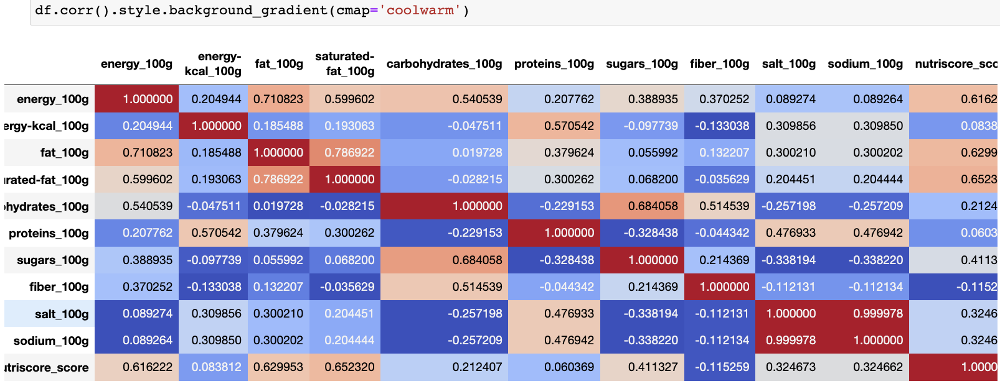 df.corr().style.background_gradient(cmap='coolwarm')
energy_100g energy-kcal_100g fat_100g saturated-fat_100g carbohydrates_100g proteins_100g sugars_100g fiber_100g salt_100g sodium_100g nutriscore_sco
energy_100g 1.000000 0.204944 0.710823 0.599602 0.540539 0.207762 0.388935 0.370252 0.089274 0.089264 0.6162
ergy-kcal_100g 0.204944 1.000000 0.185488 0.193063 -0.047511 0.570542 -0.097739 -0.133038 0.309856 0.309850 0.0838
fat_100g 0.710823 0.185488 1.000000 0.786922 0.019728 0.379624 0.055992 0.132207 0.300210 0.300202 0.6299
urated-fat_100g 0.599602 0.193063 0.786922 1.000000 -0.028215 0.300262 0.068200 -0.035629 0.204451 0.204444 0.6523
ohydrates_100g 0.540539 -0.047511 0.019728 -0.028215 1.000000 -0.229153 0.684058 0.514539 -0.257198 -0.257209 0.2124
proteins_100g 0.207762 0.570542 0.379624 0.300262 -0.229153 1.000000 -0.328438 -0.044342 0.476933 0.476942 0.0603
sugars_100g 0.388935 -0.097739 0.055992 0.068200 0.684058 -0.328438 1.000000 0.214369 -0.338194 -0.338220 0.4113
fiber_100g 0.370252 -0.133038 0.132207 -0.035629 0.514539 -0.044342 0.214369 1.000000 -0.112131 -0.112134 -0.1152
salt_100g 0.089274 0.309856 0.300210 0.204451 -0.257198 0.476933 -0.338194 -0.112131 1.000000 0.999978 0.3246
sodium_100g 0.089264 0.309850 0.300202 0.204444 -0.257209 0.476942 -0.338220 -0.112134 0.999978 1.000000 0.3246
utriscore_score 0.616222 0.083812 0.629953 0.652320 0.212407 0.060369 0.411327 -0.115259 0.324673 0.324662 1.0000